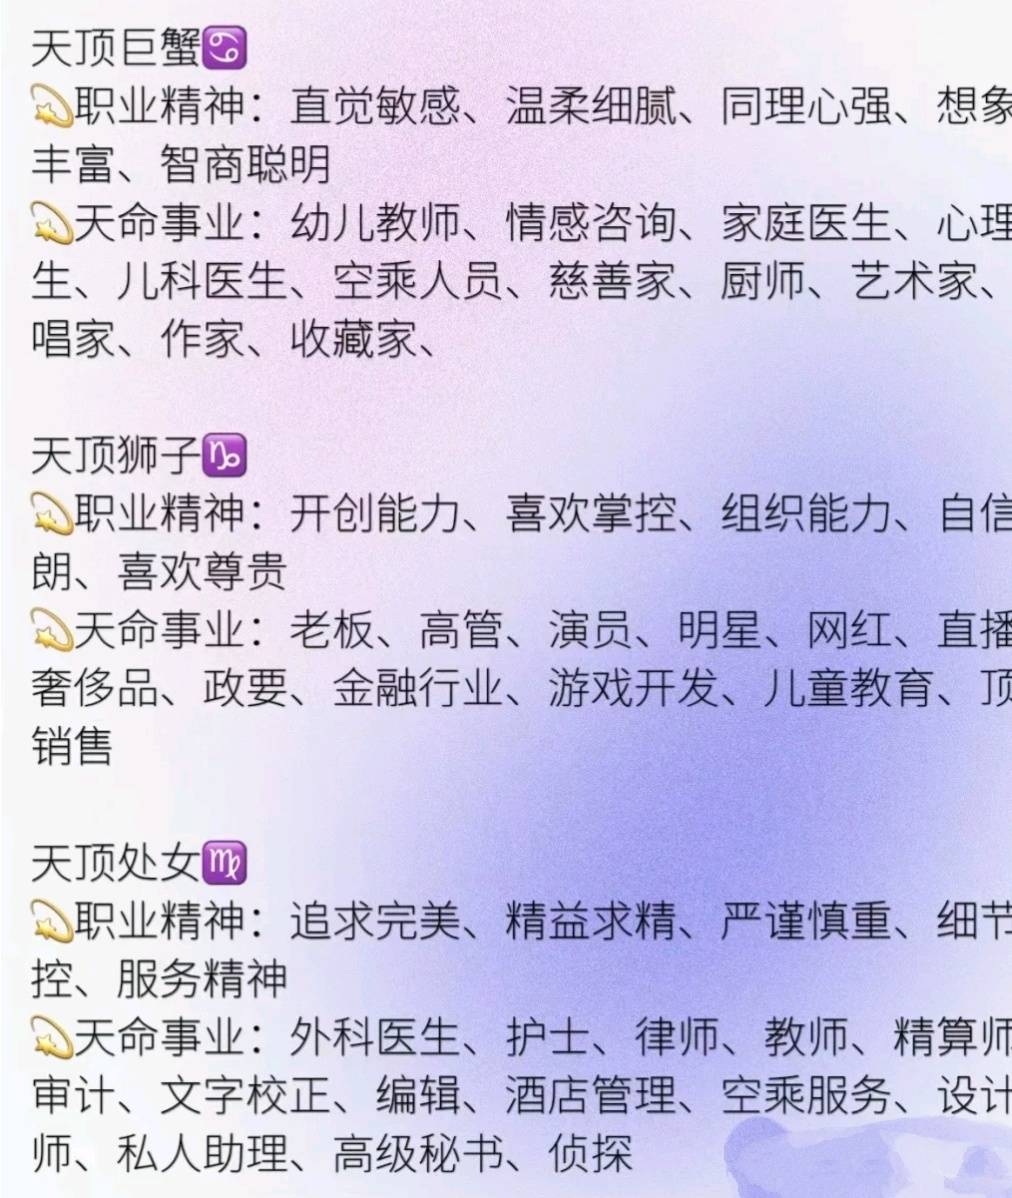 天顶巨蟹♋
💫职业精神：直觉敏感、温柔细腻、同理心强、想象
丰富、智商聪明
💫天命事业：幼儿教师、情感咨询、家庭医生、心理
生、儿科医生、空乘人员、慈善家、厨师、艺术家、
唱家、作家、收藏家、
天顶狮子♑
💫职业精神：开创能力、喜欢掌控、组织能力、自信
朗、喜欢尊贵
💫天命事业：老板、高管、演员、明星、网红、直播
奢侈品、政要、金融行业、游戏开发、儿童教育、顶
销售
天顶处女♍
💫职业精神：追求完美、精益求精、严谨慎重、细节
控、服务精神
💫天命事业：外科医生、护士、律师、教师、精算师
审计、文字校正、编辑、酒店管理、空乘服务、设计
师、私人助理、高级秘书、侦探